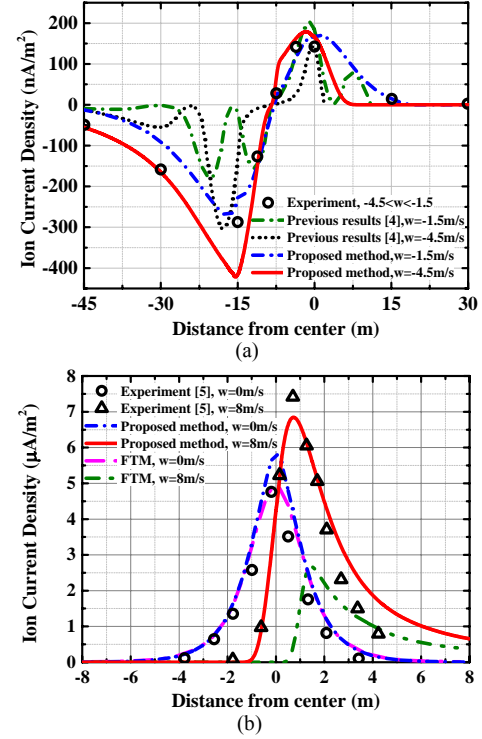 (a)
Ion Current Density (nA/m²)
200
100
0
-100
-200
-300
-400
Experiment, -4.5<w<-1.5
Previous results [4],w=-1.5m/s
Previous results [4],w=-4.5m/s
Proposed method,w=-1.5m/s
Proposed method,w=-4.5m/s
-45 -30 -15 0 15 30
Distance from center (m)
(a)
Ion Current Density (μA/m²)
8
7
6
5
4
3
2
1
0
Experiment [5], w=0m/s
Experiment [5], w=8m/s
Proposed method, w=0m/s
Proposed method, w=8m/s
FTM, w=0m/s
FTM, w=8m/s
-8 -6 -4 -2 0 2 4 6 8
Distance from center (m)
(b)